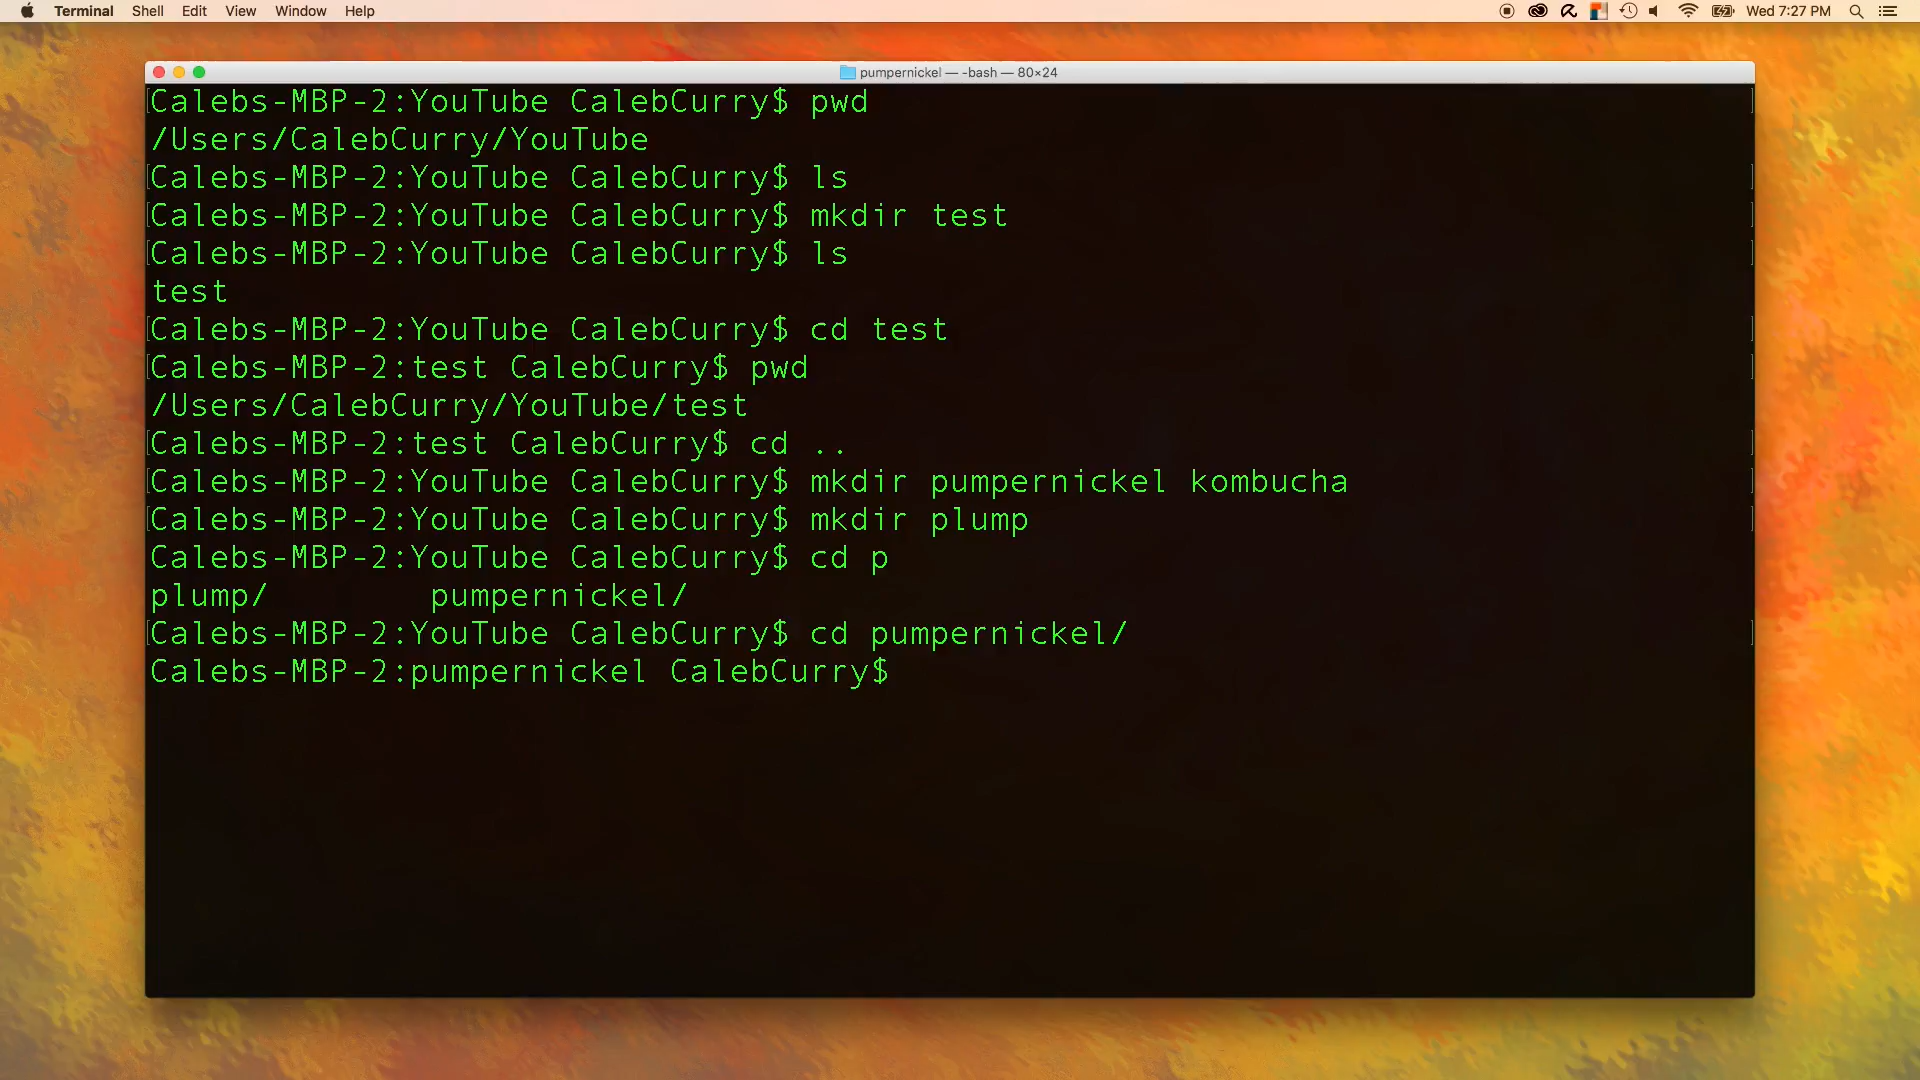 Terminal Shell Edit View Window Help Wed 7:27 PM
pumpernickel — -bash — 80×24
Calebs-MBP-2:YouTube CalebCurry$ pwd
/Users/CalebCurry/YouTube
Calebs-MBP-2:YouTube CalebCurry$ ls
Calebs-MBP-2:YouTube CalebCurry$ mkdir test
Calebs-MBP-2:YouTube CalebCurry$ ls
test
Calebs-MBP-2:YouTube CalebCurry$ cd test
Calebs-MBP-2:test CalebCurry$ pwd
/Users/CalebCurry/YouTube/test
Calebs-MBP-2:test CalebCurry$ cd ..
Calebs-MBP-2:YouTube CalebCurry$ mkdir pumpernickel kombucha
Calebs-MBP-2:YouTube CalebCurry$ mkdir plump
Calebs-MBP-2:YouTube CalebCurry$ cd p
plump/ pumpernickel/
Calebs-MBP-2:YouTube CalebCurry$ cd pumpernickel/
Calebs-MBP-2:pumpernickel CalebCurry$